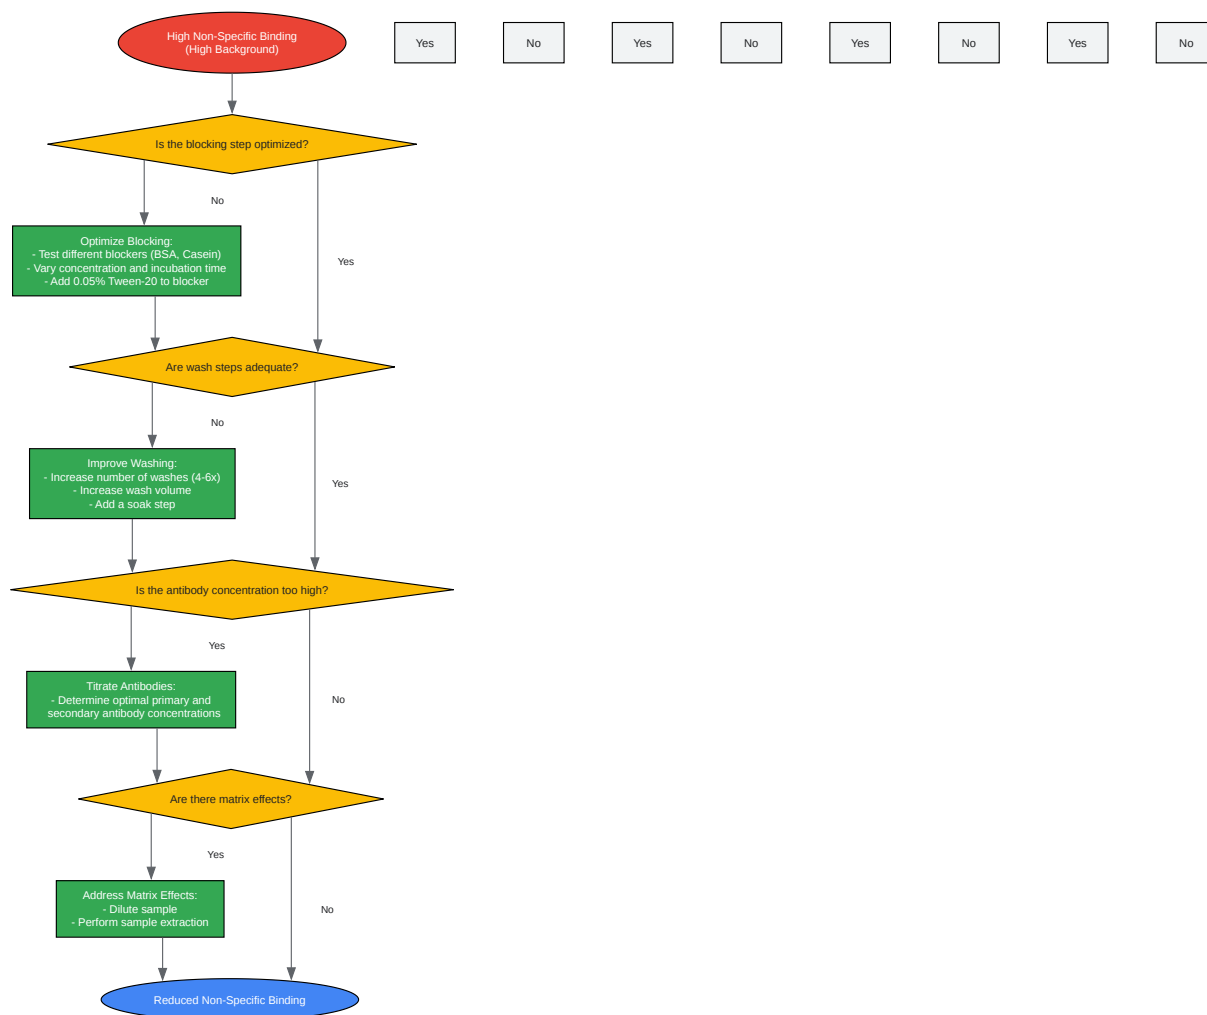 High Non-Specific Binding
(High Background)
Yes
No
Yes
No
Yes
No
Yes
No
Is the blocking step optimized?
No
Optimize Blocking:
- Test different blockers (BSA, Casein)
- Vary concentration and incubation time
- Add 0.05% Tween-20 to blocker
Yes
Are wash steps adequate?
No
Improve Washing:
- Increase number of washes (4-6x)
- Increase wash volume
- Add a soak step
Yes
Is the antibody concentration too high?
Yes
Titrate Antibodies:
- Determine optimal primary and
secondary antibody concentrations
No
Are there matrix effects?
Yes
Address Matrix Effects:
- Dilute sample
- Perform sample extraction
No
Reduced Non-Specific Binding